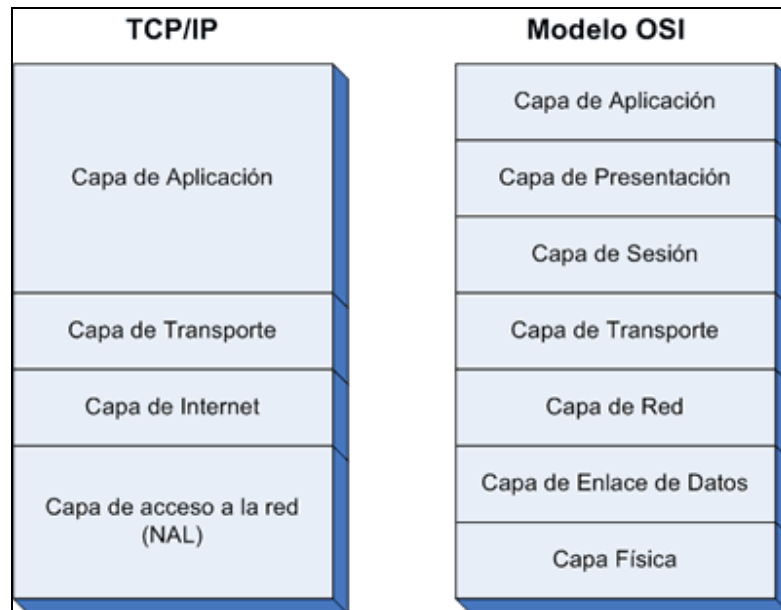 TCP/IP
Capa de Aplicación
Capa de Transporte
Capa de Internet
Capa de acceso a la red
(NAL)
Modelo OSI
Capa de Aplicación
Capa de Presentación
Capa de Sesión
Capa de Transporte
Capa de Red
Capa de Enlace de Datos
Capa Física